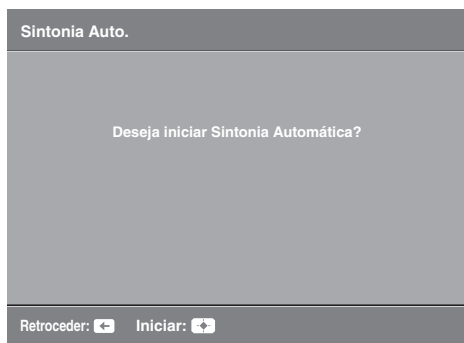 Sintonia Auto.
Deseja iniciar Sintonia Automática?
Retroceder: Iniciar: